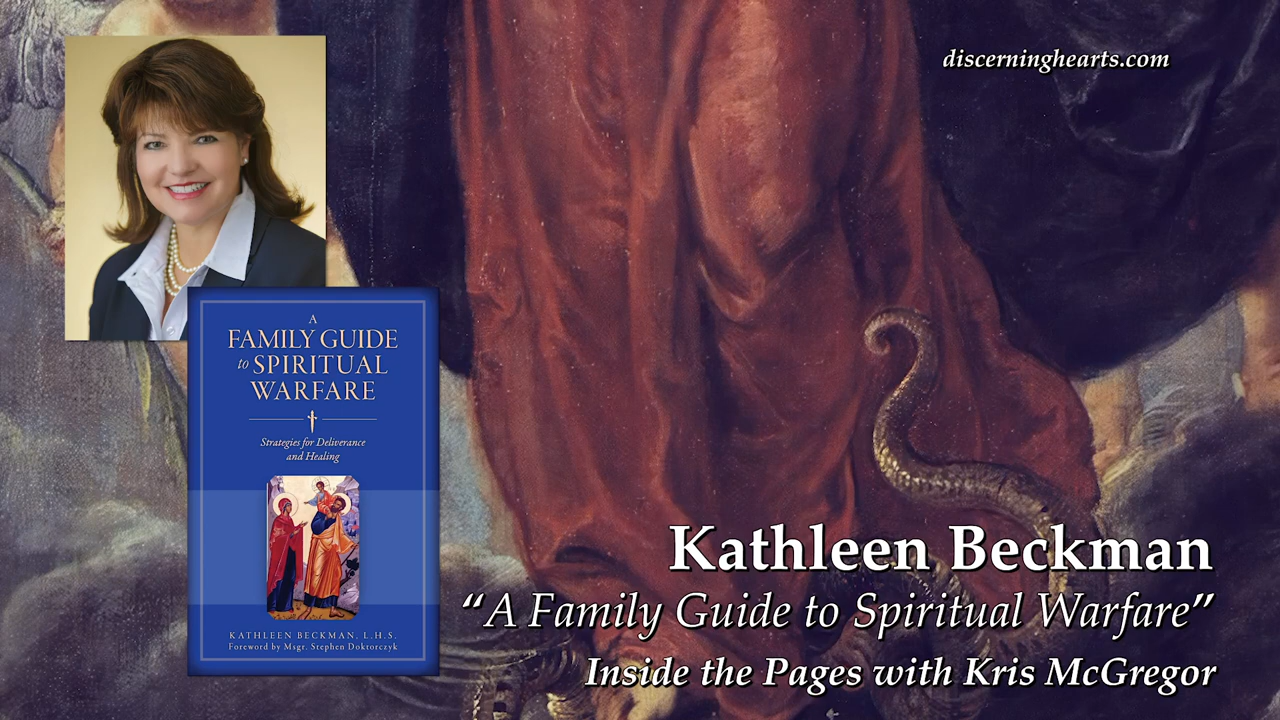 discerninghearts.com
A
FAMILY GUIDE
to SPIRITUAL
WARFARE
Strategies for Deliverance
and Healing
KATHLEEN BECKMAN, L.H.S.
Foreword by Msgr. Stephen Doktorczyk
Kathleen Beckman
“A Family Guide to Spiritual Warfare”
Inside the Pages with Kris McGregor